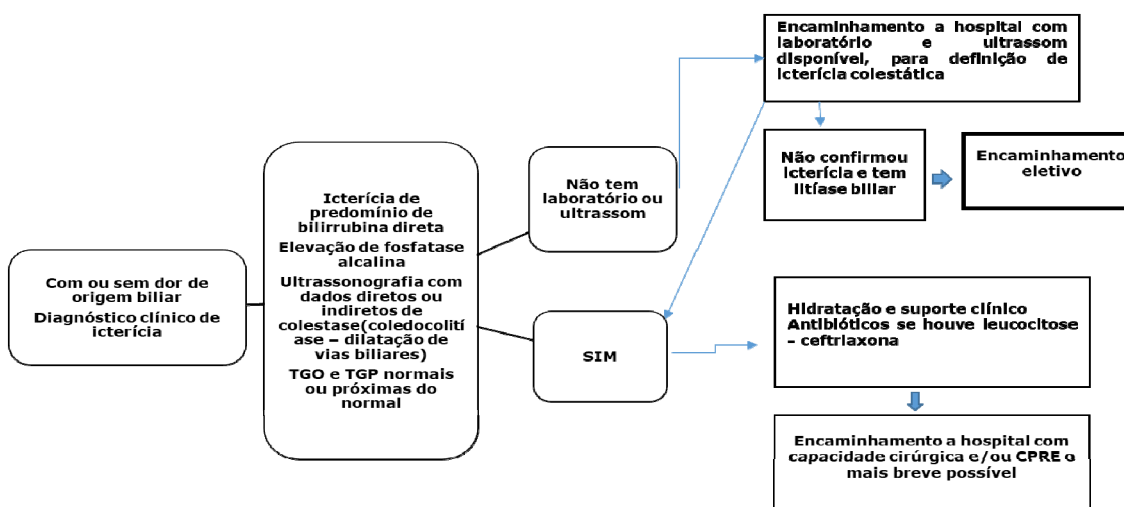 Com ou sem dor de
origem biliar
Diagnóstico clínico de
icterícia
Icterícia de
predomínio de
bilirrubina direta
Elevação de fosfatase
alcalina
Ultrassonografia com
dados diretos ou
indiretos de
colestase(coledocolití
ase – dilatação de
vias biliares)
TGO e TGP normais
ou próximas do
normal
Não tem
laboratório ou
ultrassom
SIM
Encaminhamento a hospital com
laboratório e ultrassom
disponível, para definição de
icterícia colestática
Não confirmou
icterícia e tem
litíase biliar
Encaminhamento
eletivo
Hidratação e suporte clínico
Antibióticos se houve leucocitose
– ceftriaxona
Encaminhamento a hospital com
capacidade cirúrgica e/ou CPRE o
mais breve possível